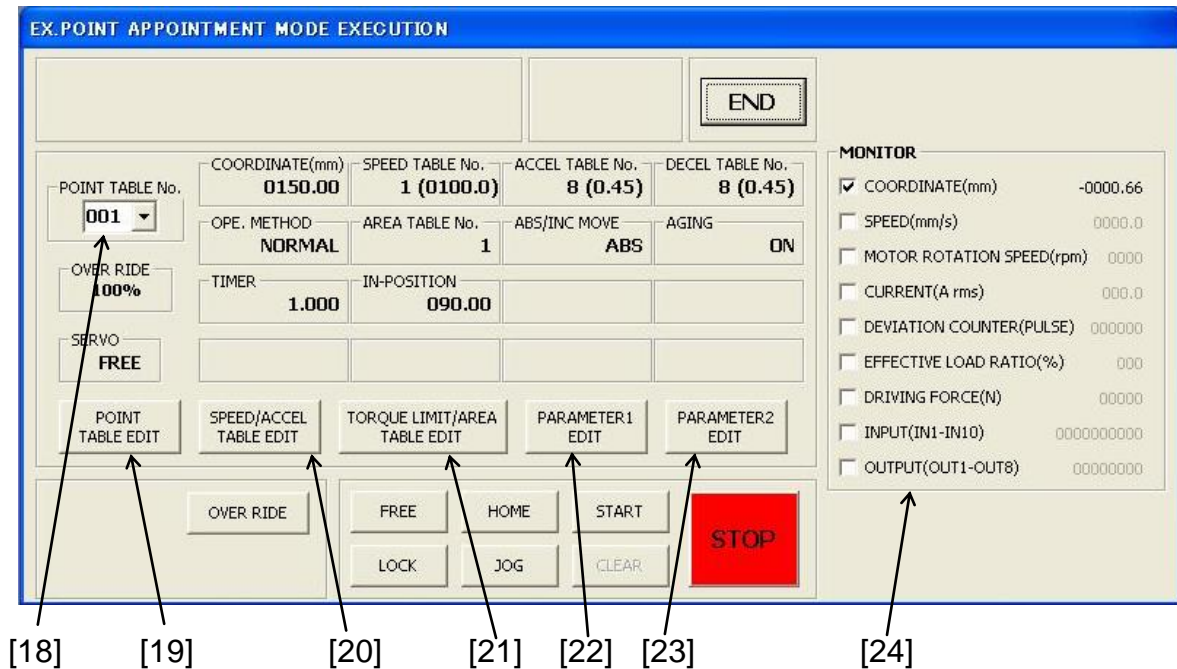 EX.POINT APPOINTMENT MODE EXECUTION
END
POINT TABLE No.
001
COORDINATE(mm)
0150.00
SPEED TABLE No.
1 (0100.0)
ACCEL TABLE No.
8 (0.45)
DECEL TABLE No.
8 (0.45)
OPE. METHOD
NORMAL
AREA TABLE No.
1
ABS/INC MOVE
ABS
AGING
ON
OVER RIDE
100%
TIMER
1.000
IN-POSITION
090.00
SERVO
FREE
POINT
TABLE EDIT
SPEED/ACCEL
TABLE EDIT
TORQUE LIMIT/AREA
TABLE EDIT
PARAMETER1
EDIT
PARAMETER2
EDIT
OVER RIDE
FREE
HOME
START
LOCK
JOG
CLEAR
STOP
MONITOR
COORDINATE(mm) -0000.66
SPEED(mm/s) 0000.0
MOTOR ROTATION SPEED(rpm) 0000
CURRENT(A rms) 000.0
DEVIATION COUNTER(PULSE) 000000
EFFECTIVE LOAD RATIO(%) 000
DRIVING FORCE(N) 00000
INPUT(IN1-IN10) 0000000000
OUTPUT(OUT1-OUT8) 00000000
[18] [19] [20] [21] [22] [23] [24]